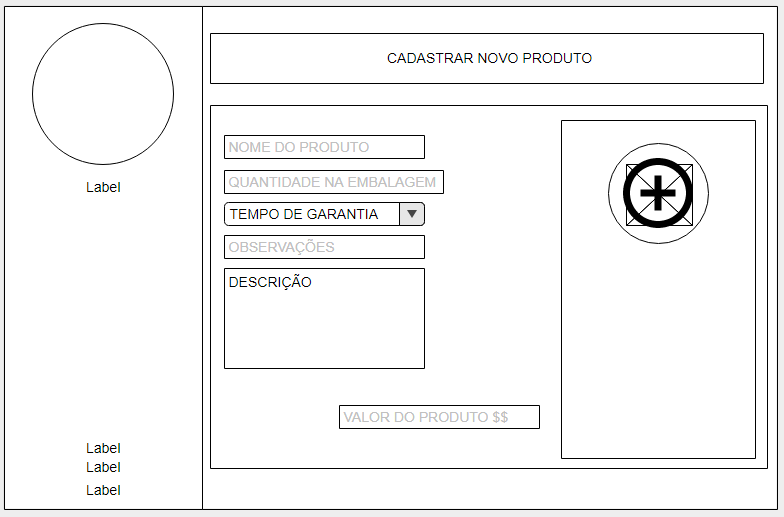 CADASTRAR NOVO PRODUTO
Label
NOME DO PRODUTO
QUANTIDADE NA EMBALAGEM
TEMPO DE GARANTIA
OBSERVAÇÕES
DESCRIÇÃO
VALOR DO PRODUTO $$
Label
Label
Label